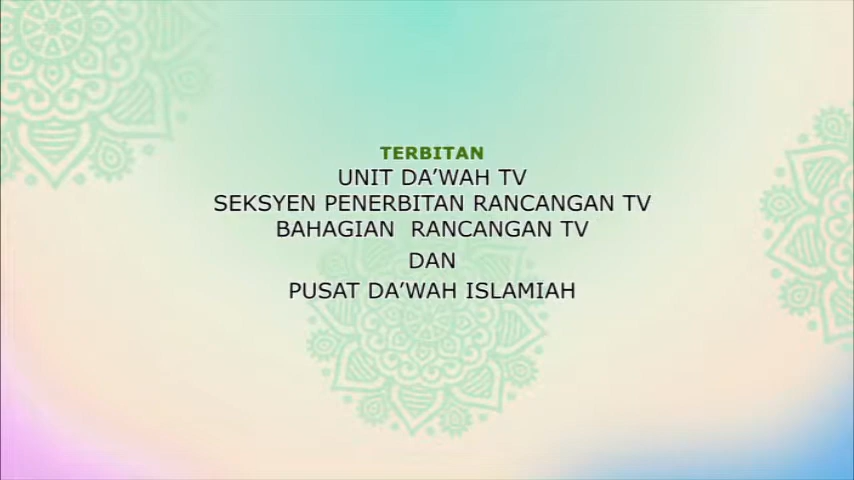 TERBITAN
UNIT DA’WAH TV
SEKSYEN PENERBITAN RANCANGAN TV
BAHAGIAN RANCANGAN TV
DAN
PUSAT DA’WAH ISLAMIAH